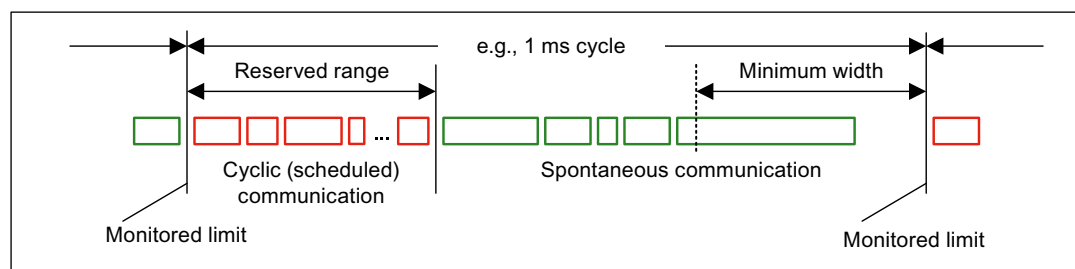 e.g., 1 ms cycle
Reserved range
Minimum width
...
Cyclic (scheduled)
communication
Spontaneous communication
Monitored limit
Monitored limit